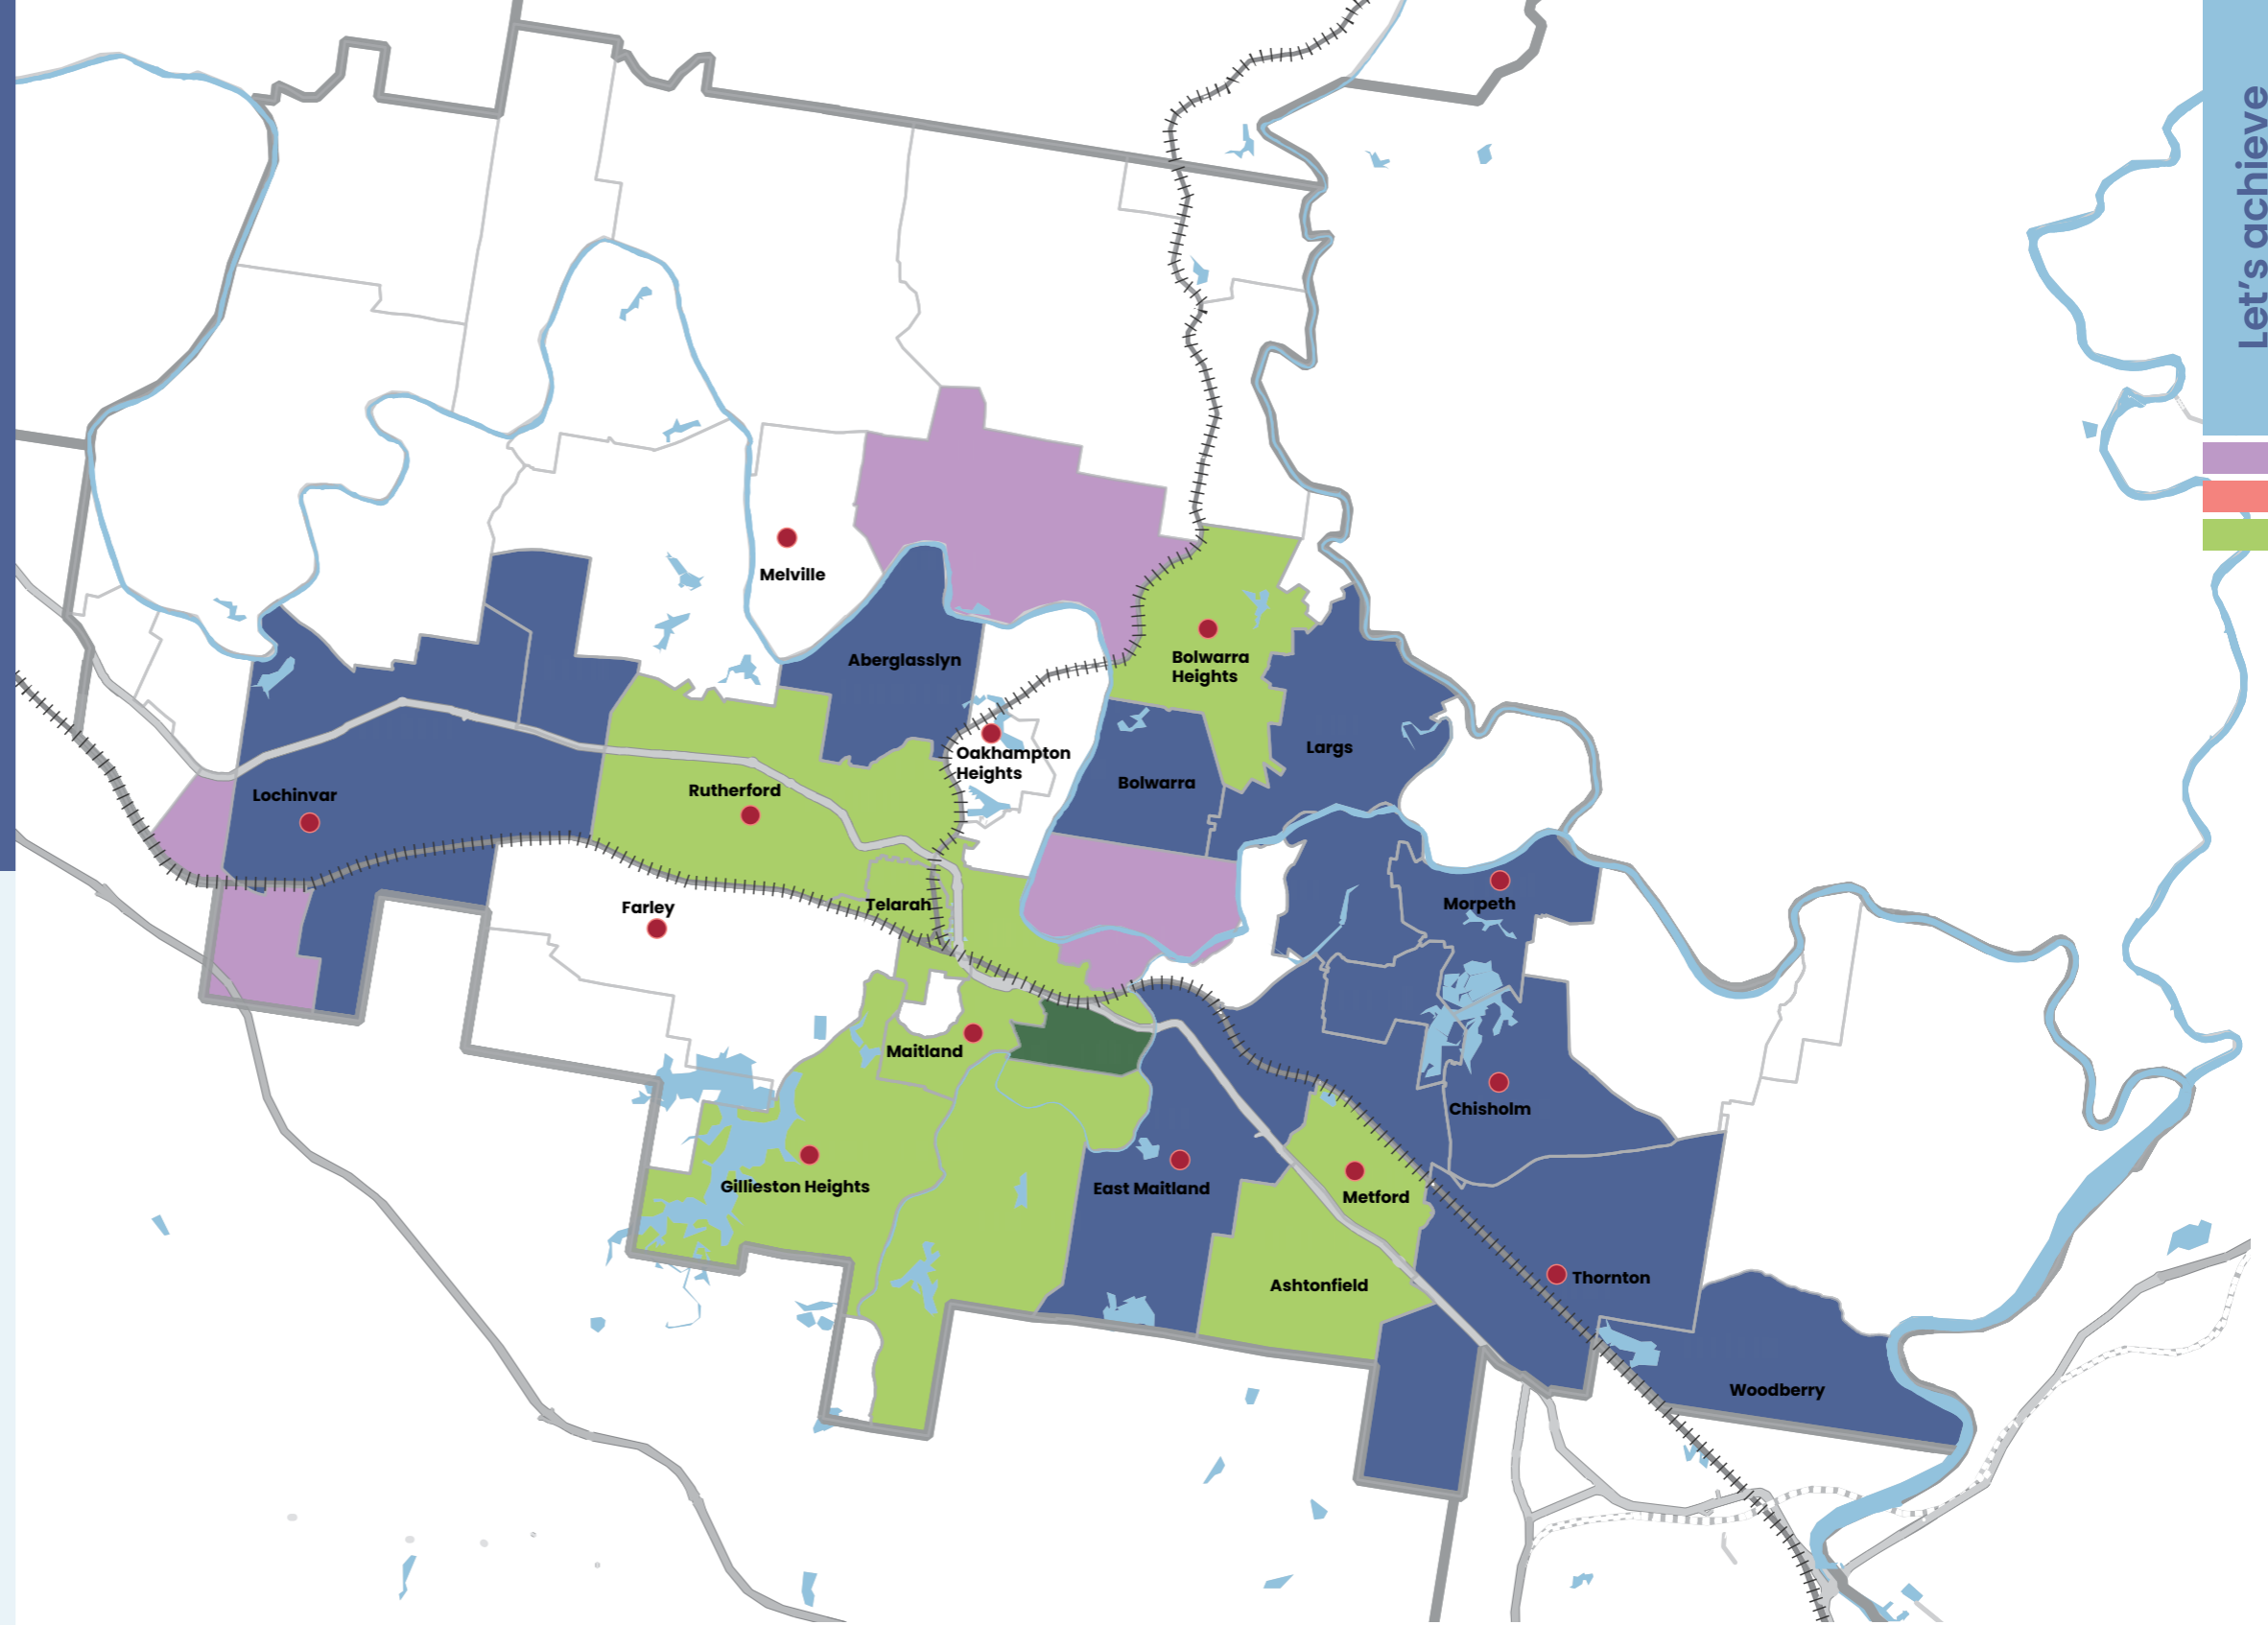 Let's achieve
Melville
Aberglasslyn
Bolwarra
Heights
Oakhampton
Heights
Largs
Bolwarra
Rutherford
Lochinvar
Telarah
Farley
Morpeth
Maitland
Chisholm
Gillieston Heights
East Maitland
Metford
Ashtonfield
Thornton
Woodberry